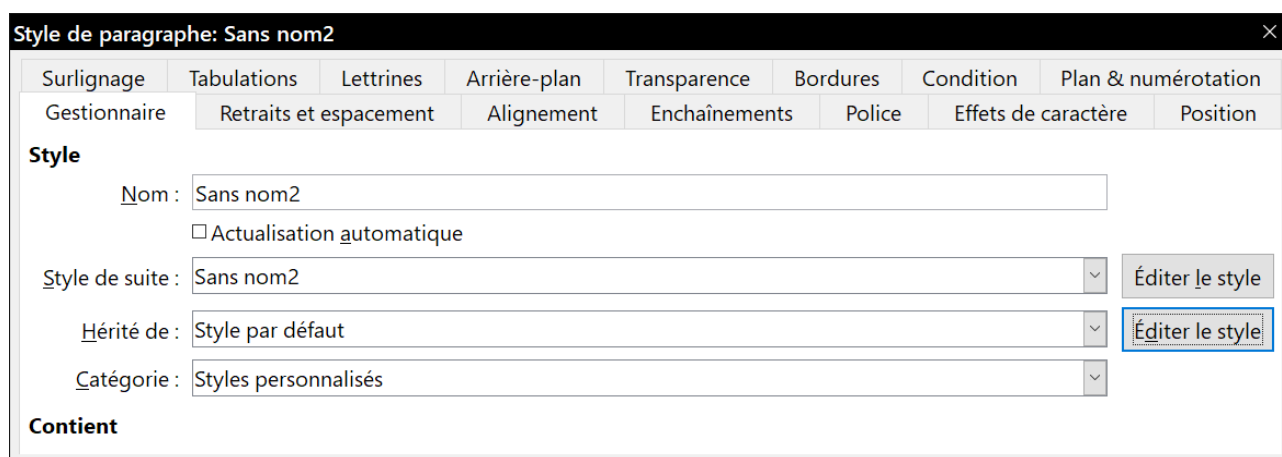 Style de paragraphe: Sans nom2
Surlignage Tabulations Lettrines Arrière-plan Transparence Bordures Condition Plan & numérotation
Gestionnaire Retraits et espacement Alignement Enchaînements Police Effets de caractère Position
Style
Nom : Sans nom2
Actualisation automatique
Style de suite : Sans nom2 Éditer le style
Hérité de : Style par défaut Éditer le style
Catégorie : Styles personnalisés
Contient